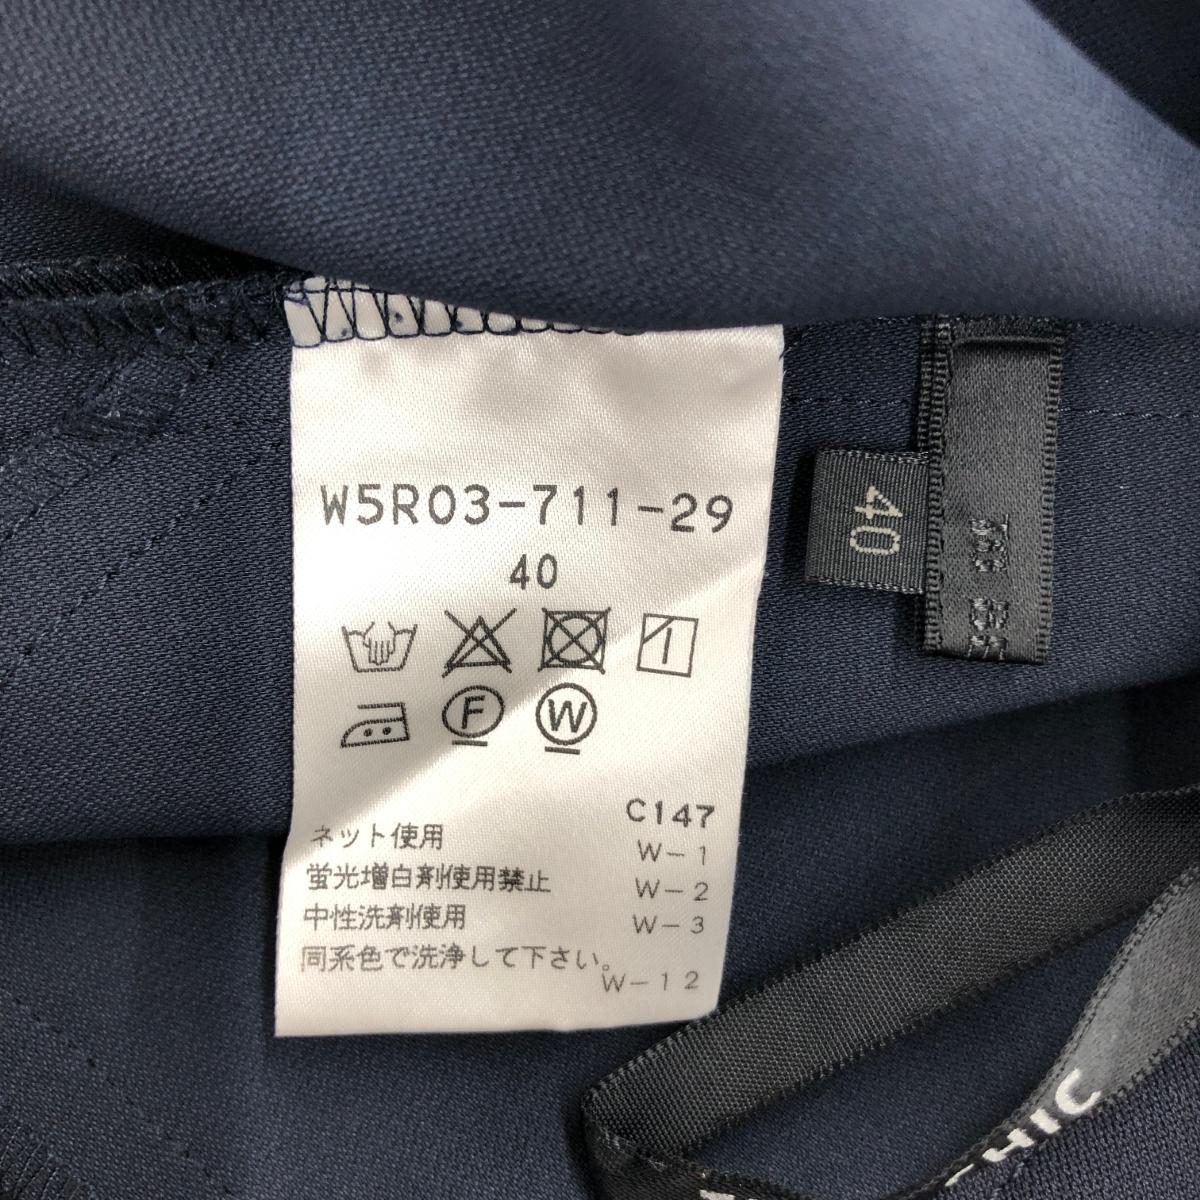 W5R03-711-29
40
F W
C147
ネット使用 W-1
蛍光増白剤使用禁止 W-2
中性洗剤使用 W-3
同系色で洗浄して下さい。 W-12
40
HIC